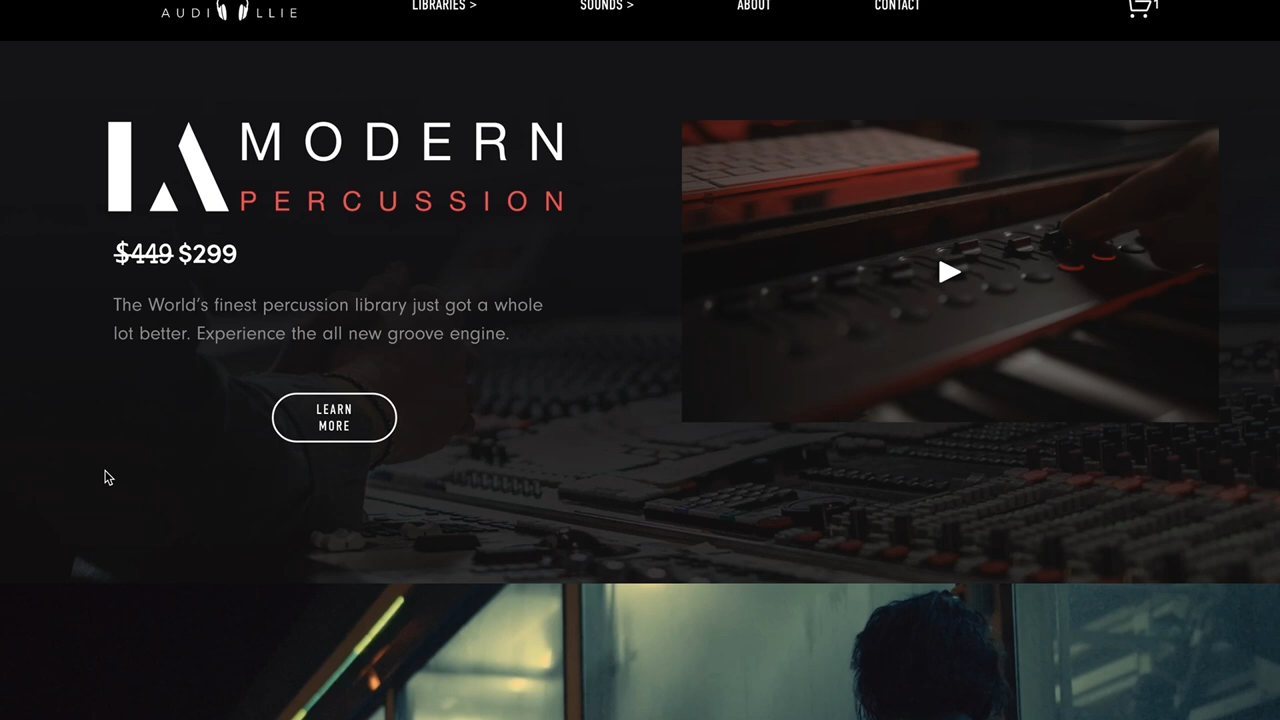 AUDI LLIE
LIBRARIES >
SOUNDS >
ABOUT
CONTACT
1
IA MODERN
PERCUSSION
$449 $299
The World's finest percussion library just got a whole
lot better. Experience the all new groove engine.
LEARN
MORE